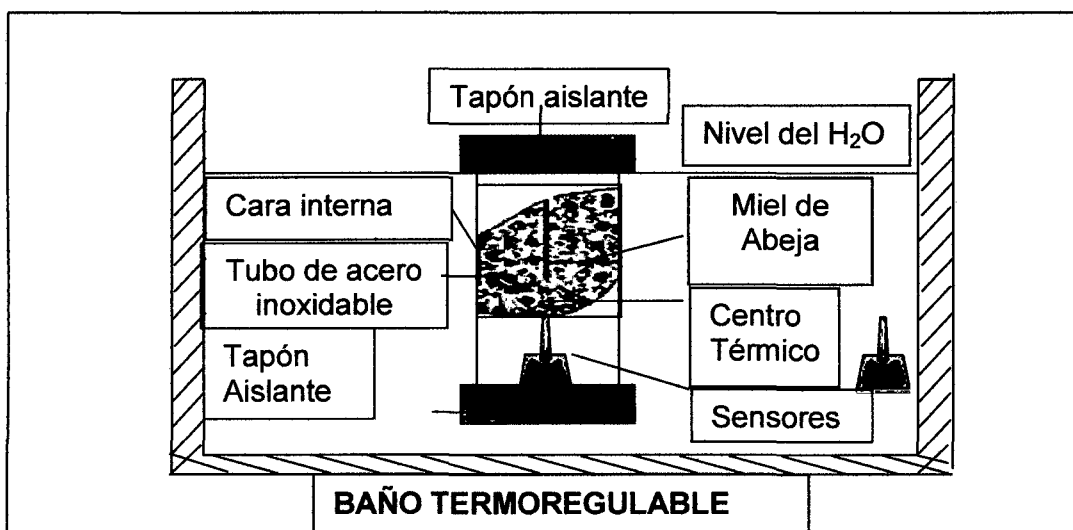 Tapón aislante
Nivel del H₂O
Cara interna
Miel de
Abeja
Tubo de acero
inoxidable
Centro
Térmico
Tapón
Aislante
Sensores
BAÑO TERMOREGULABLE